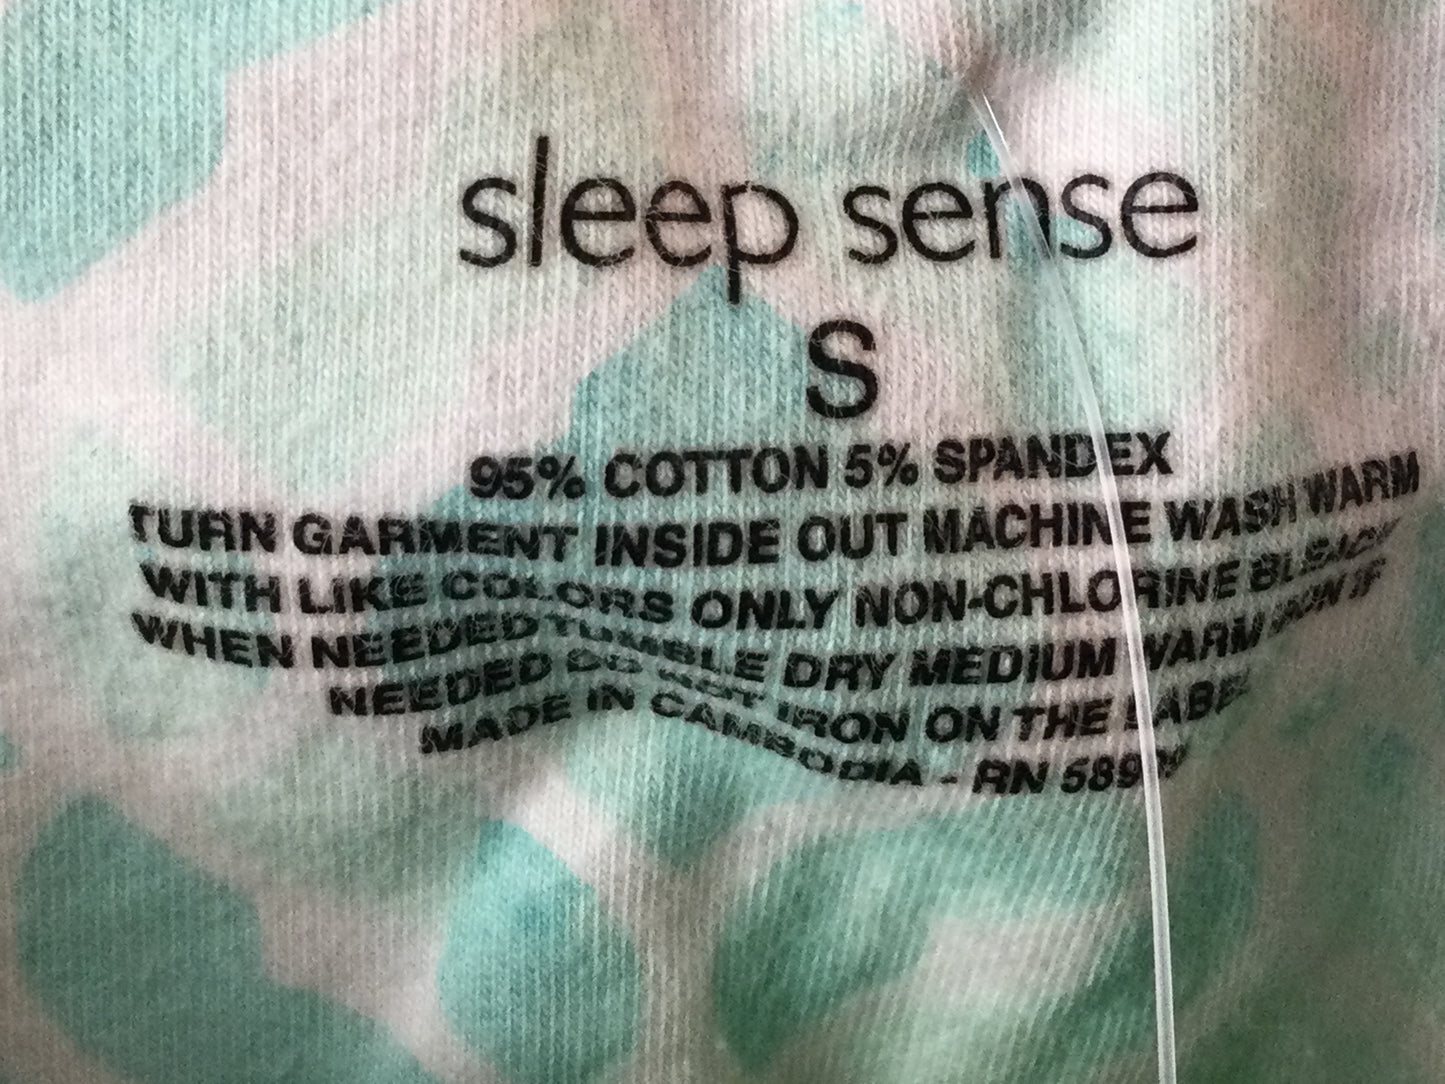 sleep sense
S
95% COTTON 5% SPANDEX
TURN GARMENT INSIDE OUT MACHINE WASH WARM
WITH LIKE COLORS ONLY NON-CHLORINE BLEACH
WHEN NEEDED TUMBLE DRY MEDIUM WARM IRON IF
NEEDED DO NOT IRON ON THE LABEL
MADE IN CAMBODIA - RN